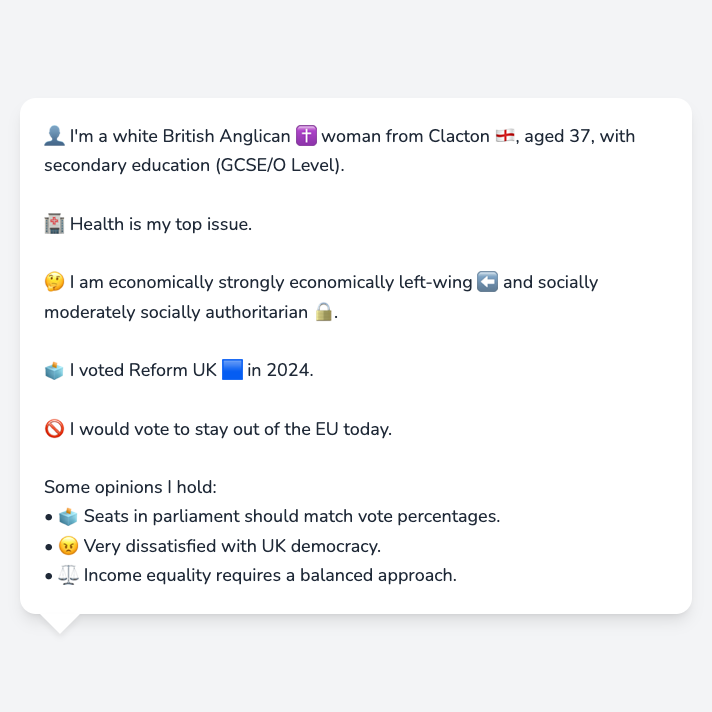 👤 I'm a white British Anglican ✝️ woman from Clacton 🏴󠁧󠁢󠁥󠁮󠁧󠁿, aged 37, with
secondary education (GCSE/O Level).
🏥 Health is my top issue.
🤔 I am economically strongly economically left-wing ⬅️ and socially
moderately socially authoritarian 🔒.
🗳️ I voted Reform UK 🟦 in 2024.
🚫 I would vote to stay out of the EU today.
Some opinions I hold:
• 🗳️ Seats in parliament should match vote percentages.
• 😠 Very dissatisfied with UK democracy.
• ⚖️ Income equality requires a balanced approach.